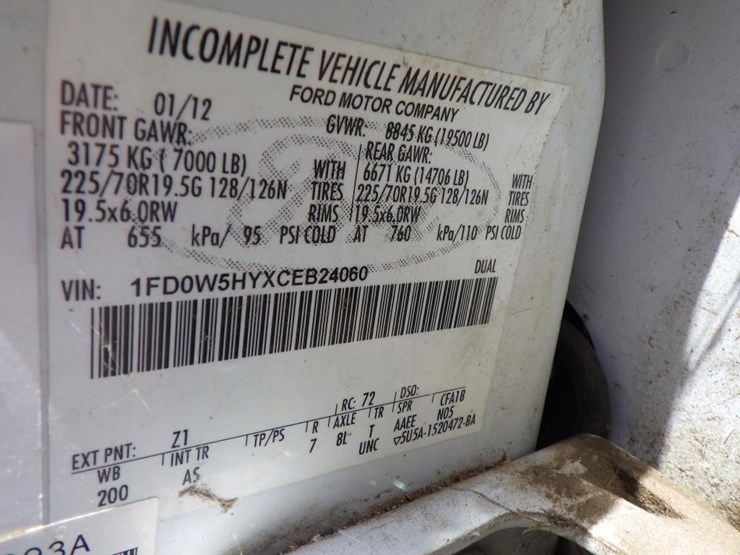 INCOMPLETE VEHICLE MANUFACTURED BY
FORD MOTOR COMPANY
DATE: 01/12 GVWR: 8845 KG (19500 LB)
FRONT GAWR: REAR GAWR:
3175 KG ( 7000 LB) WITH 6671 KG (14706 LB) WITH
225/70R19.5G 128/126N TIRES 225/70R19.5G 128/126N TIRES
19.5x6.0RW RIMS 19.5x6.0RW RIMS
AT 655 kPa/ 95 PSI COLD AT 760 kPa/110 PSI COLD
VIN: 1FD0W5HYXCEB24060 DUAL
EXT PNT: Z1 RC: 72 DSO:
WB INT TR TP/PS R AXLE TR SPR CFA18
200 AS 7 8L T AAEE N05
UNC ▽5U5A-1520472-BA
3A